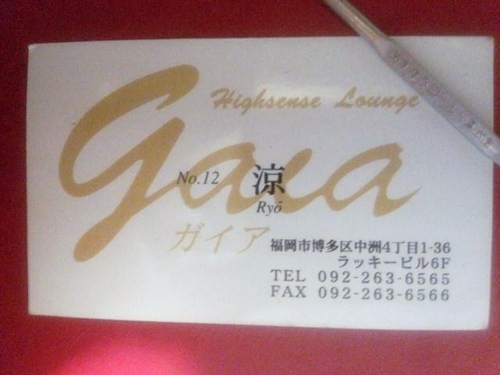 Highsense Lounge
Gaia
No.12
涼
Ryō
ガイア
福岡市博多区中洲4丁目1-36
ラッキービル6F
TEL 092-263-6565
FAX 092-263-6566